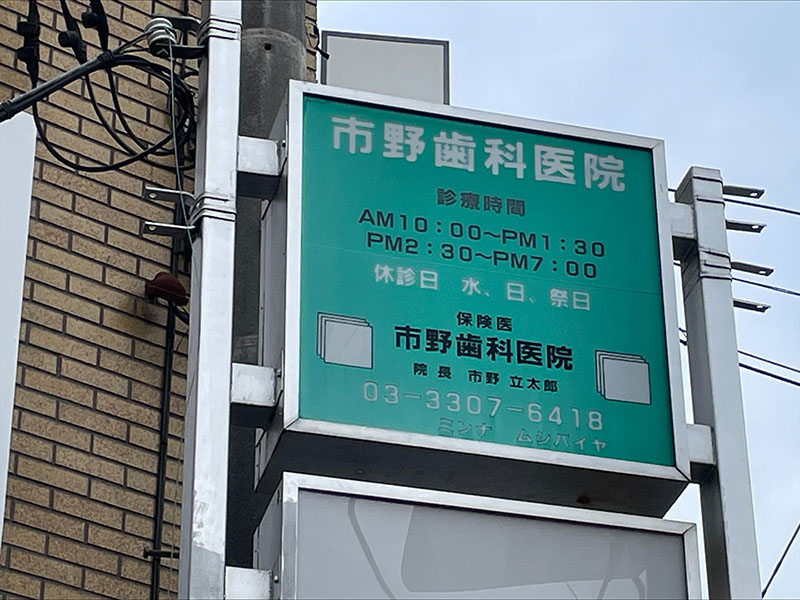 市野歯科医院
診療時間
AM10:00〜PM1:30
PM2:30〜PM7:00
休診日 水、日、祭日
保険医
市野歯科医院
院長 市野 立太郎
03-3307-6418
ミンナ ムシバイヤ